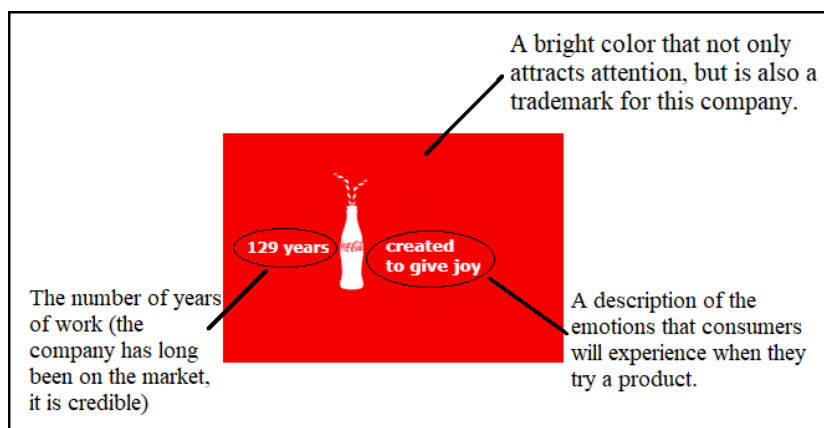 A bright color that not only
attracts attention, but is also a
trademark for this company.
129 years
Coca-Cola
created
to give joy
The number of years
of work (the
company has long
been on the market,
it is credible)
A description of the
emotions that consumers
will experience when they
try a product.